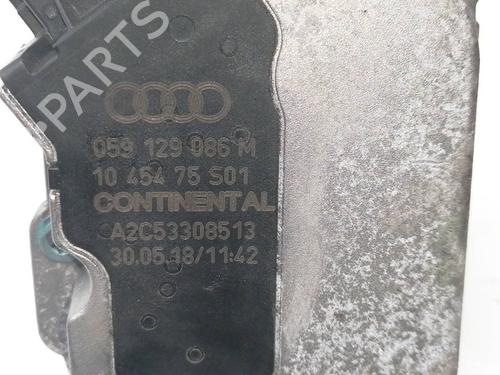 PARTS
059 129 086 M
10 454 75 S01
CONTINENTAL
A2C53308513
30.05.18/11:42